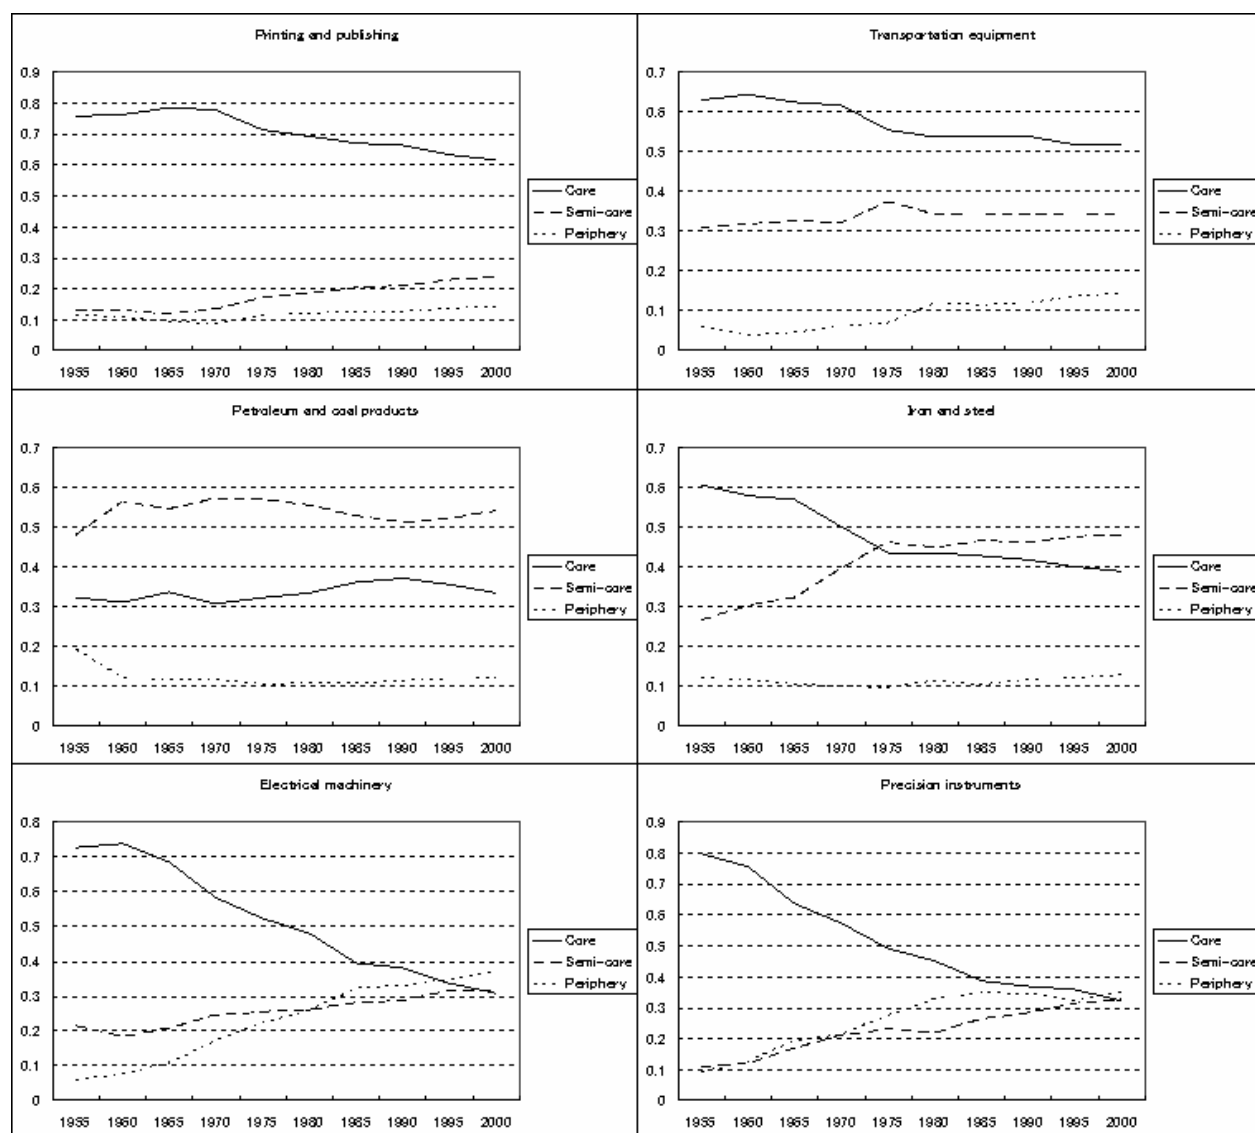 Printing and publishing
0.9
0.8
0.7
0.6
0.5
0.4
0.3
0.2
0.1
0
1955 1960 1965 1970 1975 1980 1985 1990 1995 2000
Core
Semi-core
Periphery
Transportation equipment
0.7
0.6
0.5
0.4
0.3
0.2
0.1
0
1955 1960 1965 1970 1975 1980 1985 1990 1995 2000
Core
Semi-core
Periphery
Petroleum and coal products
0.7
0.6
0.5
0.4
0.3
0.2
0.1
0
1955 1960 1965 1970 1975 1980 1985 1990 1995 2000
Core
Semi-core
Periphery
Iron and steel
0.7
0.6
0.5
0.4
0.3
0.2
0.1
0
1955 1960 1965 1970 1975 1980 1985 1990 1995 2000
Core
Semi-core
Periphery
Electrical machinery
0.8
0.7
0.6
0.5
0.4
0.3
0.2
0.1
0
1955 1960 1965 1970 1975 1980 1985 1990 1995 2000
Core
Semi-core
Periphery
Precision instruments
0.9
0.8
0.7
0.6
0.5
0.4
0.3
0.2
0.1
0
1955 1960 1965 1970 1975 1980 1985 1990 1995 2000
Core
Semi-core
Periphery